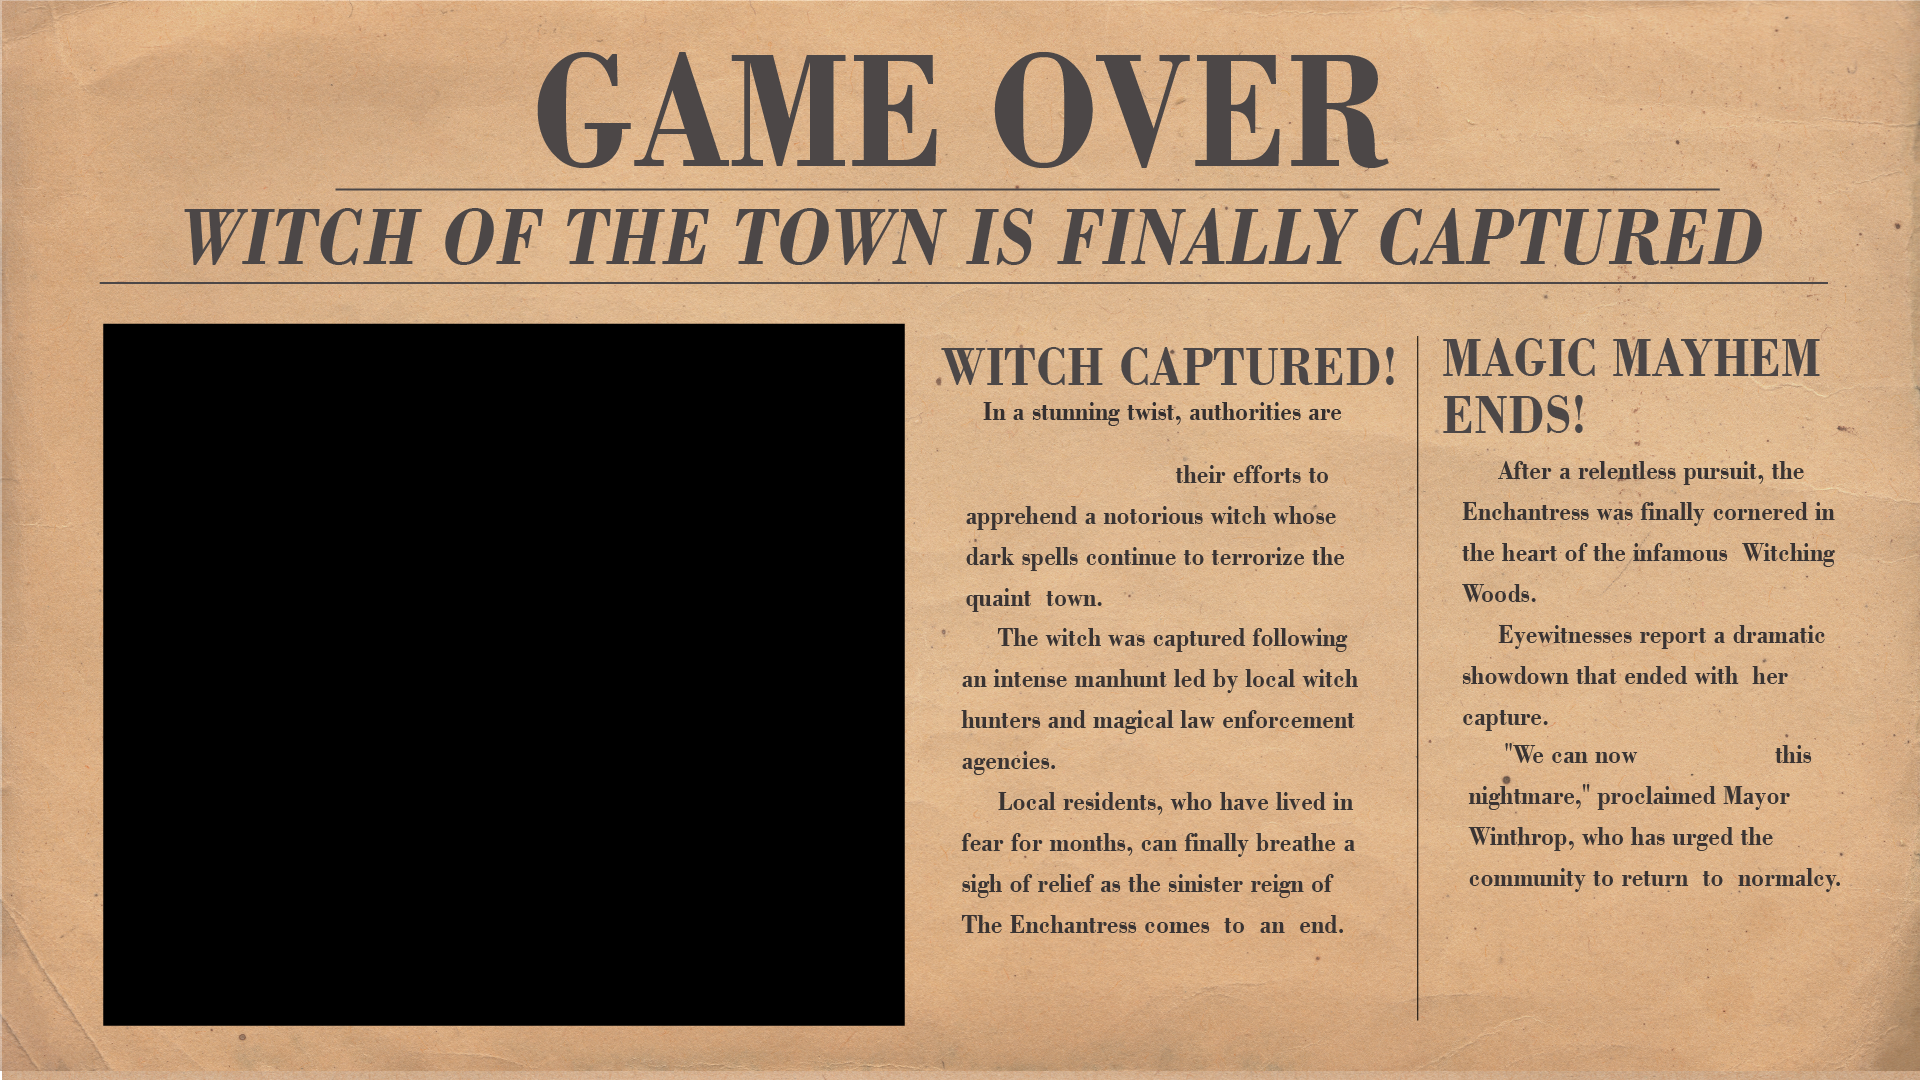 GAME OVER
WITCH OF THE TOWN IS FINALLY CAPTURED
WITCH CAPTURED!
In a stunning twist, authorities are
their efforts to
apprehend a notorious witch whose
dark spells continue to terrorize the
quaint town.
The witch was captured following
an intense manhunt led by local witch
hunters and magical law enforcement
agencies.
Local residents, who have lived in
fear for months, can finally breathe a
sigh of relief as the sinister reign of
The Enchantress comes to an end.
MAGIC MAYHEM
ENDS!
After a relentless pursuit, the
Enchantress was finally cornered in
the heart of the infamous Witching
Woods.
Eyewitnesses report a dramatic
showdown that ended with her
capture.
"We can now this
nightmare," proclaimed Mayor
Winthrop, who has urged the
community to return to normalcy.